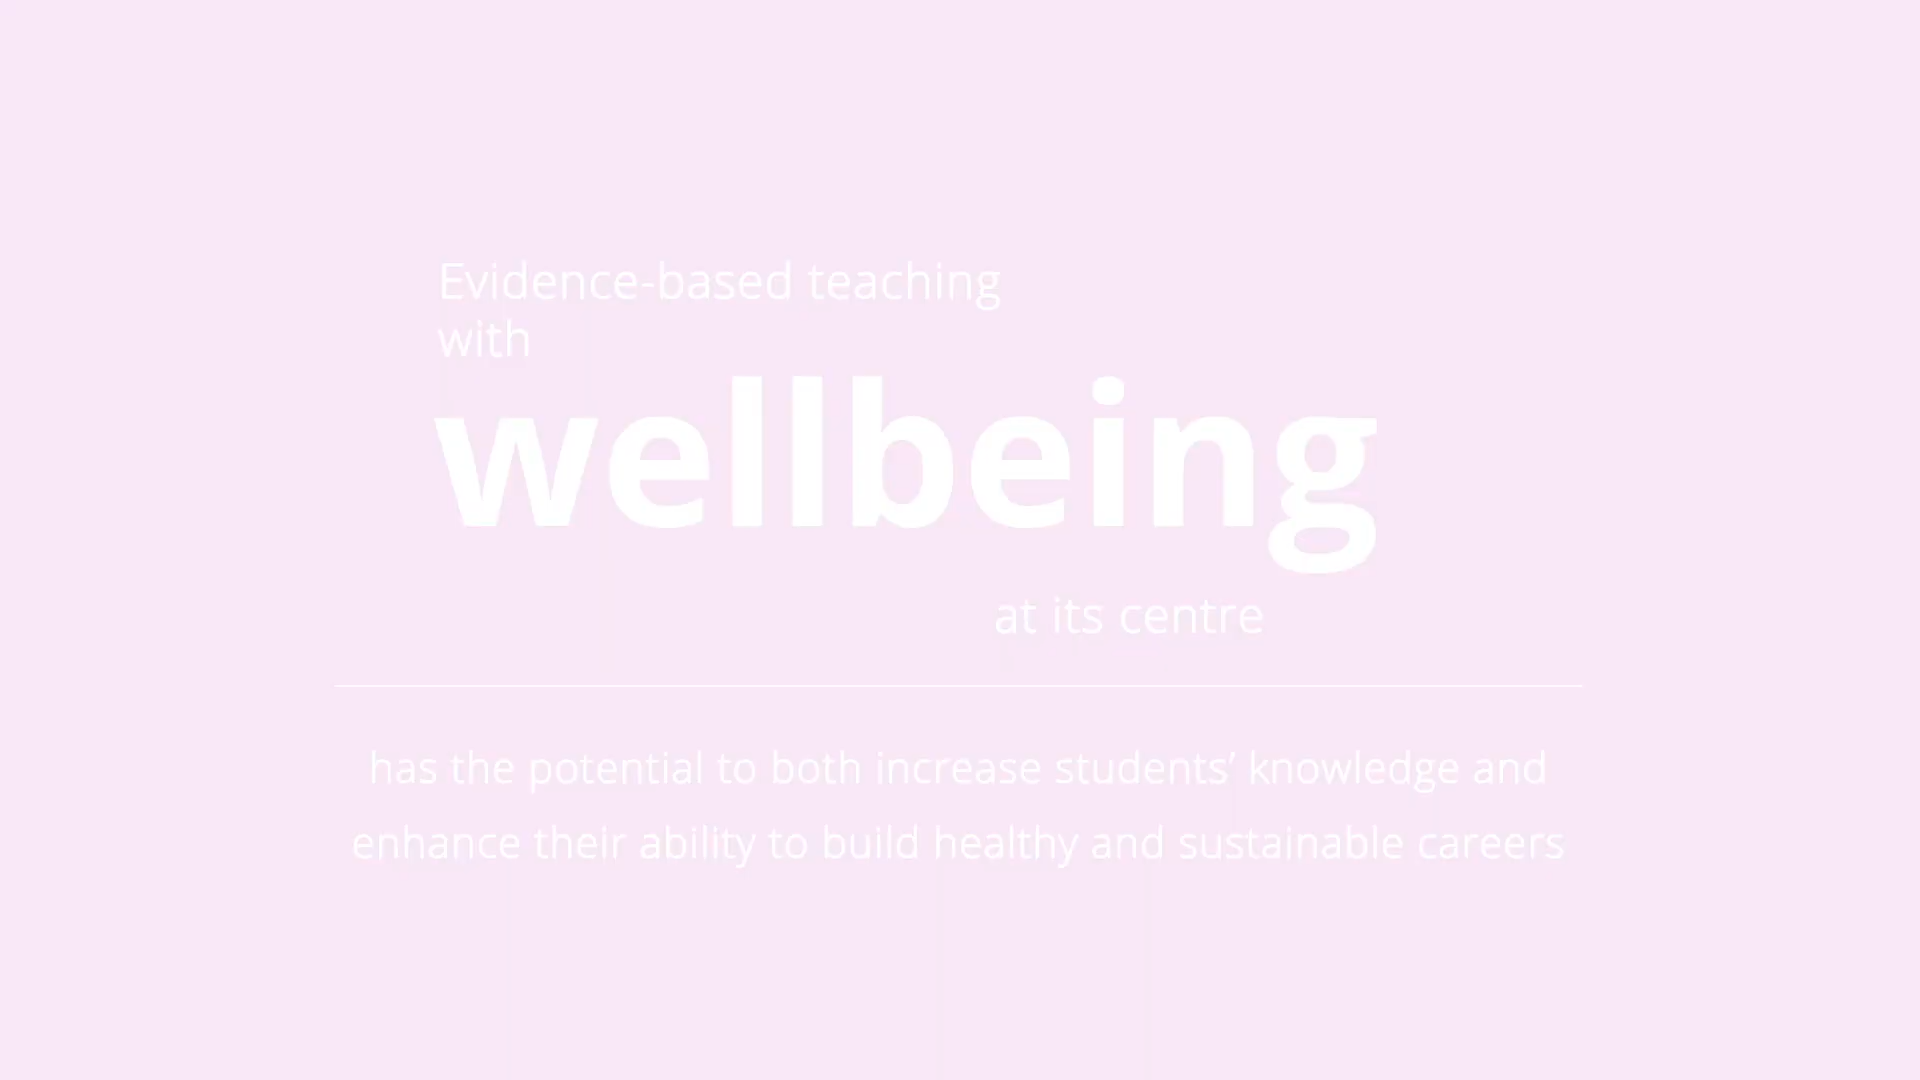 Evidence-based teaching
with
wellbeing
at its centre
has the potential to both increase students’ knowledge and
enhance their ability to build healthy and sustainable careers